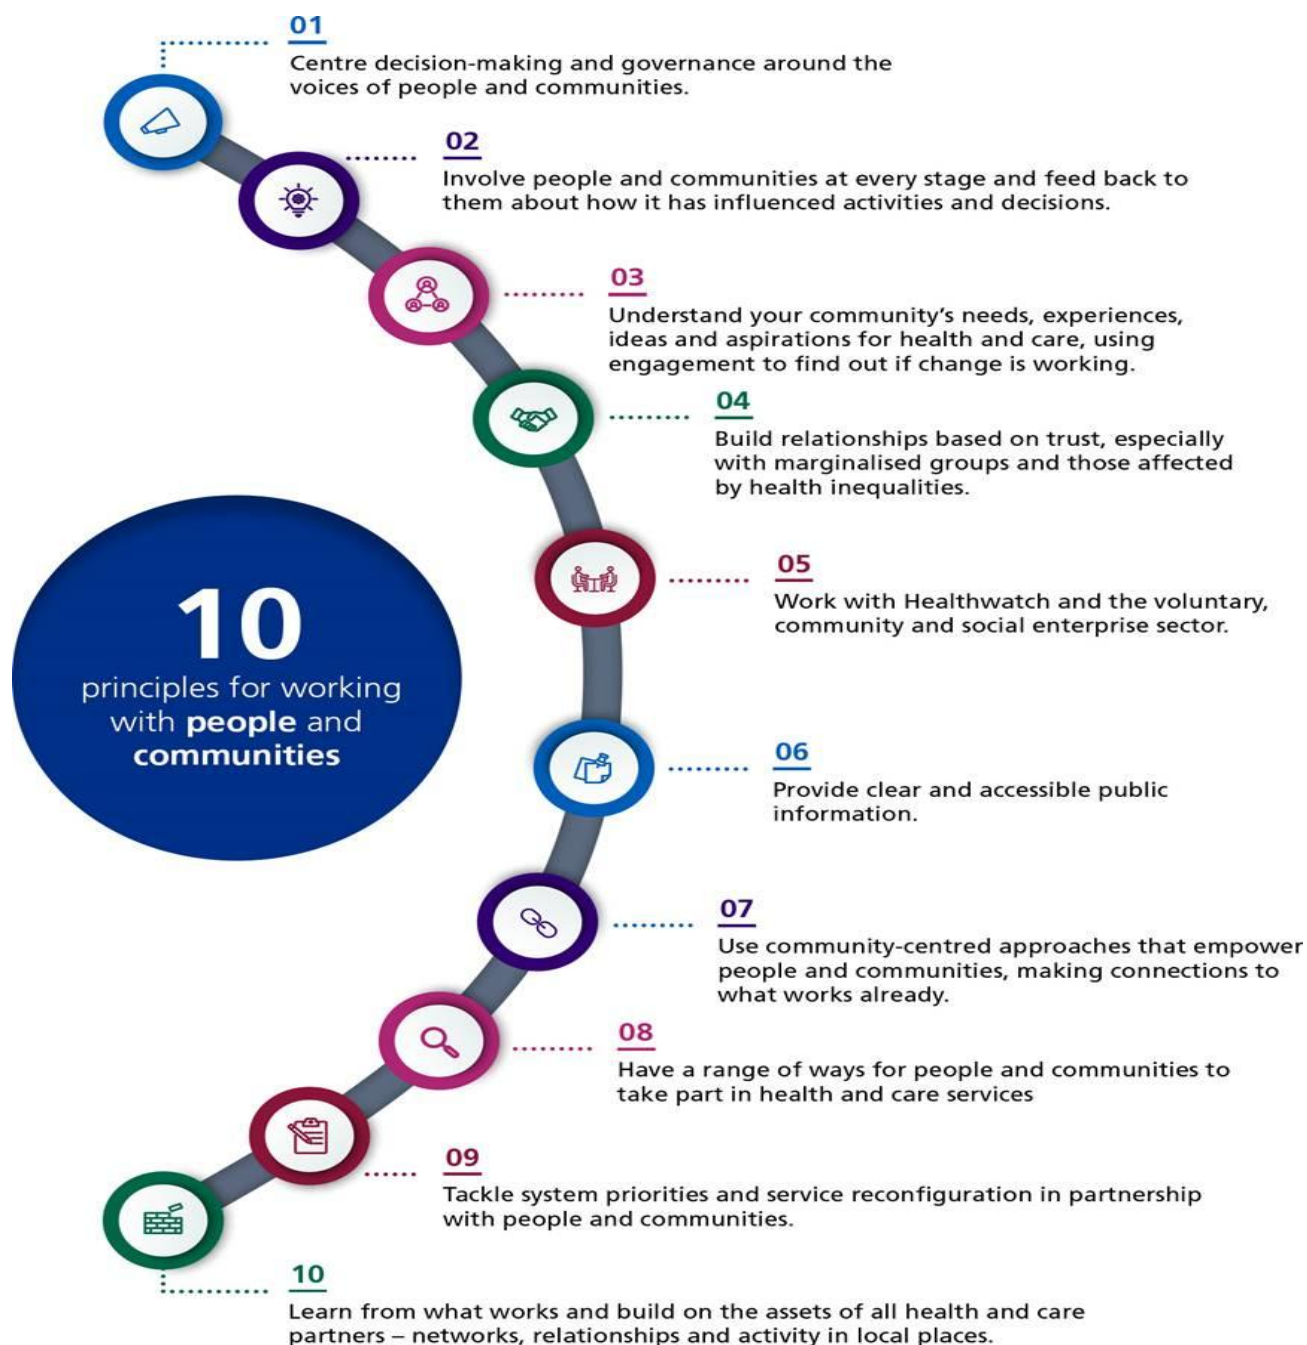 01
Centre decision-making and governance around the
voices of people and communities.
02
Involve people and communities at every stage and feed back to
them about how it has influenced activities and decisions.
03
Understand your community’s needs, experiences,
ideas and aspirations for health and care, using
engagement to find out if change is working.
04
Build relationships based on trust, especially
with marginalised groups and those affected
by health inequalities.
05
Work with Healthwatch and the voluntary,
community and social enterprise sector.
10
principles for working
with people and
communities
06
Provide clear and accessible public
information.
07
Use community-centred approaches that empower
people and communities, making connections to
what works already.
08
Have a range of ways for people and communities to
take part in health and care services
09
Tackle system priorities and service reconfiguration in partnership
with people and communities.
10
Learn from what works and build on the assets of all health and care
partners – networks, relationships and activity in local places.